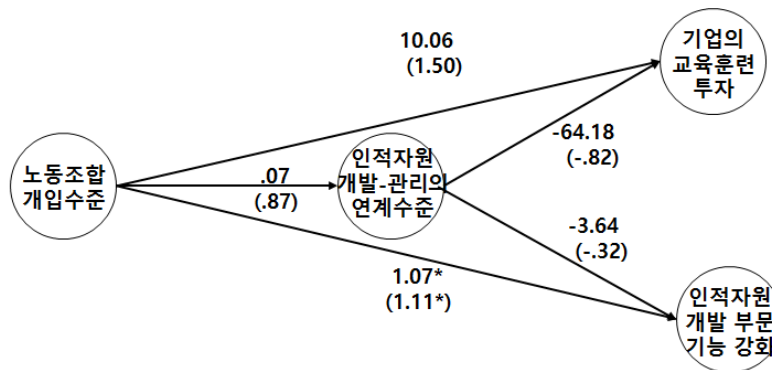 10.06
(1.50)
기업의
교육훈련
투자
-64.18
(-.82)
노동조합
개입수준
.07
(.87)
인적자원
개발-관리의
연계수준
-3.64
(-.32)
1.07*
(1.11*)
인적자원
개발 부문
기능 강화